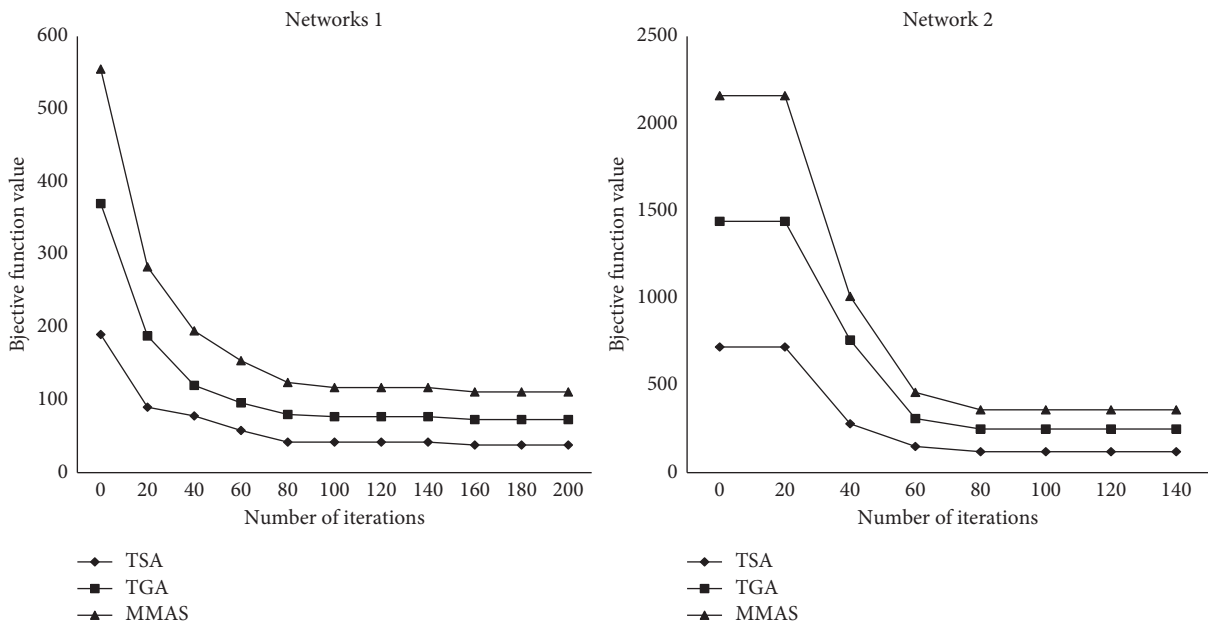 Networks 1
600
500
400
300
200
100
0
Bjective function value
0 20 40 60 80 100 120 140 160 180 200
Number of iterations
TSA
TGA
MMAS
Network 2
2500
2000
1500
1000
500
0
Bjective function value
0 20 40 60 80 100 120 140
Number of iterations
TSA
TGA
MMAS